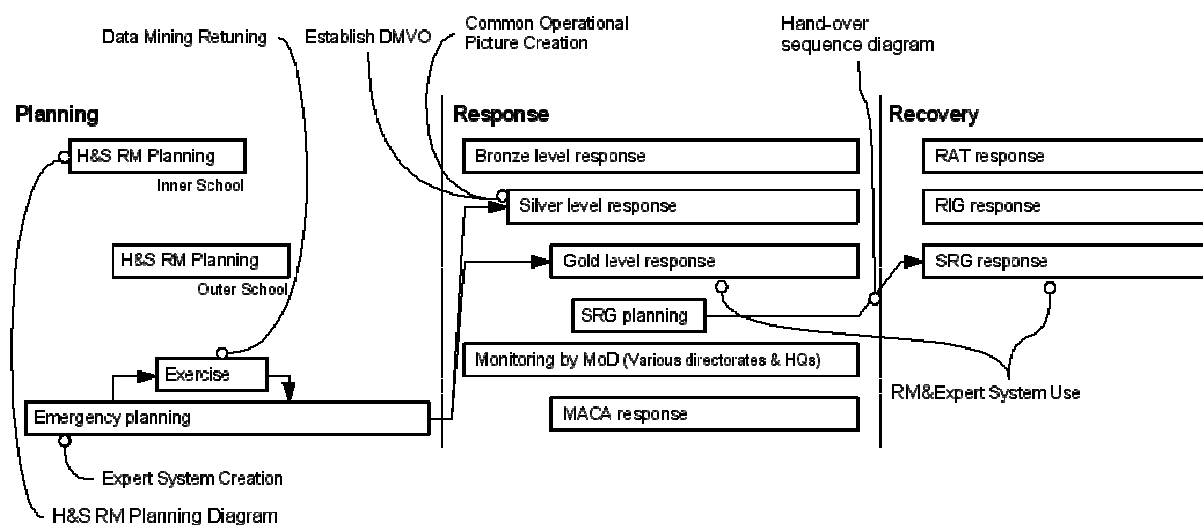 Data Mining Retuning
Establish DMVO
Common Operational
Picture Creation
Hand-over
sequence diagram
Planning
Response
Recovery
H&S RM Planning
Inner School
Bronze level response
RAT response
Silver level response
RIG response
H&S RM Planning
Outer School
Gold level response
SRG response
SRG planning
Exercise
Monitoring by MoD (Various directorates & HQs)
RM&Expert System Use
Emergency planning
MACA response
Expert System Creation
H&S RM Planning Diagram